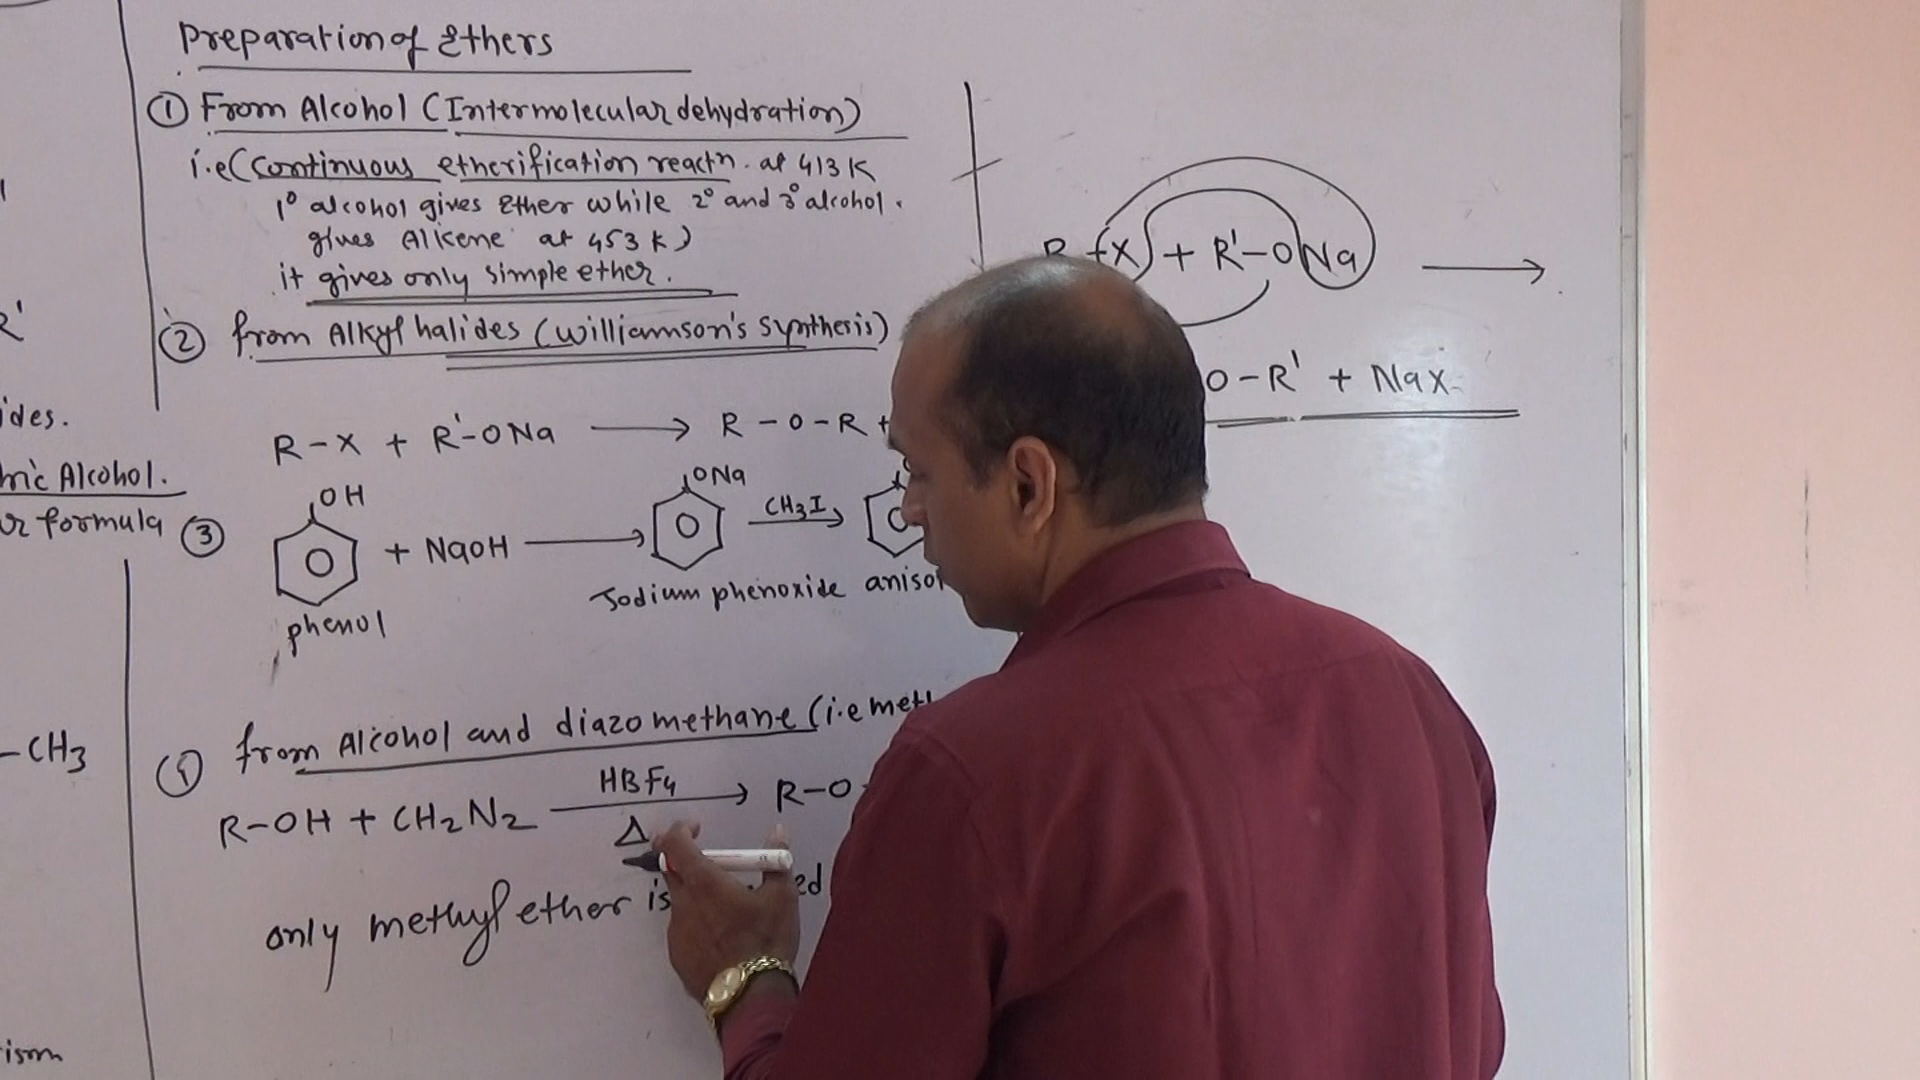 Preparation of Ethers
① From Alcohol (Intermolecular dehydration)
i.e (Continuous etherification reactn. at 413 K
1° alcohol gives Ether while 2° and 3° alcohol.
gives Alkene at 453 K)
it gives only simple ether.
② from Alkyl halides (Williamson's Synthesis)
R-X + R'-ONa ⟶ R-O-R +
③
OH
+ NaOH ⟶
ONa
CH3I
phenol
Sodium phenoxide
from Alcohol and diazomethane (i.e
R-OH + CH2N2 ⟶ R-O
HBF4
Δ
only methyl ether is
R-X + R'-ONa ⟶
O-R' + NaX
R'
ides.
Alcohol.
formula
-CH3
ism